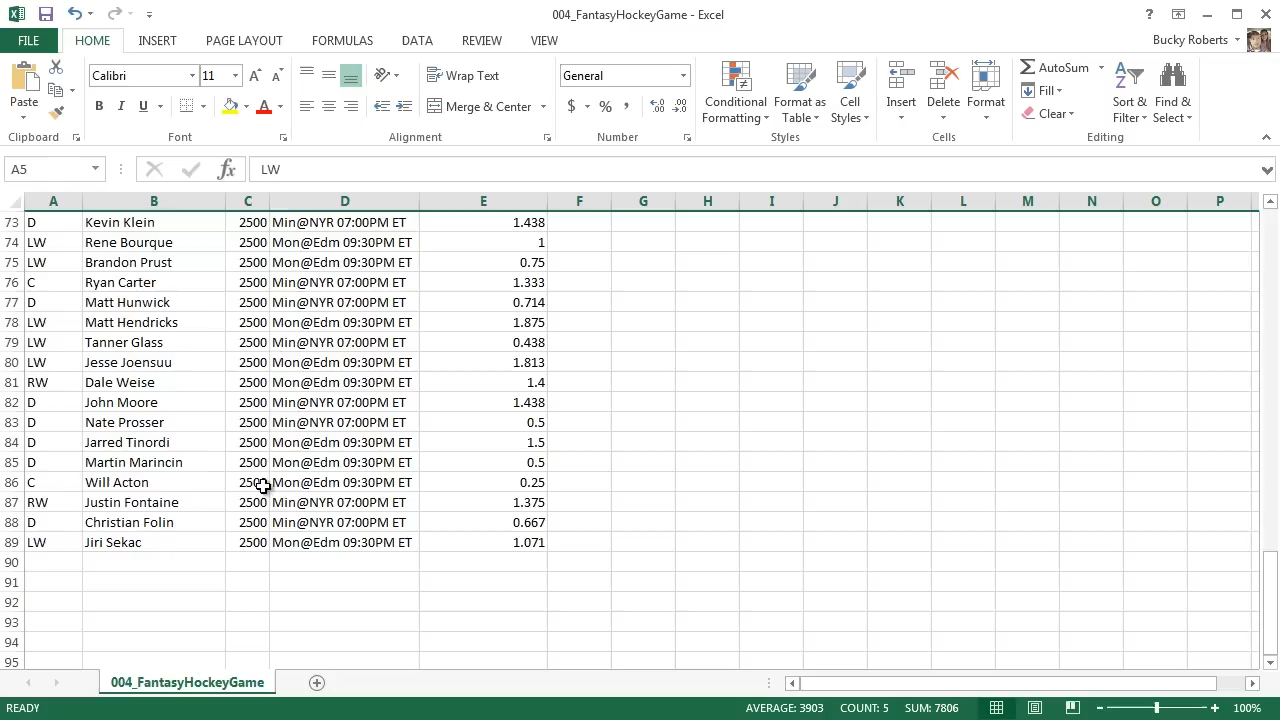 004_FantasyHockeyGame - Excel
FILE HOME INSERT PAGE LAYOUT FORMULAS DATA REVIEW VIEW Bucky Roberts
Paste
Calibri 11
Wrap Text
Merge & Center
General
Conditional Formatting
Format as Table
Cell Styles
Insert
Delete
Format
AutoSum
Fill
Clear
Sort & Filter
Find & Select
Clipboard Font Alignment Number Styles Cells Editing
A5 fx LW
A B C D E F G H I J K L M N O P
73 D Kevin Klein 2500 Min@NYR 07:00PM ET 1.438
74 LW Rene Bourque 2500 Mon@Edm 09:30PM ET 1
75 LW Brandon Prust 2500 Mon@Edm 09:30PM ET 0.75
76 C Ryan Carter 2500 Min@NYR 07:00PM ET 1.333
77 D Matt Hunwick 2500 Min@NYR 07:00PM ET 0.714
78 LW Matt Hendricks 2500 Mon@Edm 09:30PM ET 1.875
79 LW Tanner Glass 2500 Min@NYR 07:00PM ET 0.438
80 LW Jesse Joensuu 2500 Mon@Edm 09:30PM ET 1.813
81 RW Dale Weise 2500 Mon@Edm 09:30PM ET 1.4
82 D John Moore 2500 Min@NYR 07:00PM ET 1.438
83 D Nate Prosser 2500 Min@NYR 07:00PM ET 0.5
84 D Jarred Tinordi 2500 Mon@Edm 09:30PM ET 1.5
85 D Martin Marincin 2500 Mon@Edm 09:30PM ET 0.5
86 C Will Acton 2500 Mon@Edm 09:30PM ET 0.25
87 RW Justin Fontaine 2500 Min@NYR 07:00PM ET 1.375
88 D Christian Folin 2500 Min@NYR 07:00PM ET 0.667
89 LW Jiri Sekac 2500 Mon@Edm 09:30PM ET 1.071
90
91
92
93
94
95
004_FantasyHockeyGame
READY AVERAGE: 3903 COUNT: 5 SUM: 7806 100%